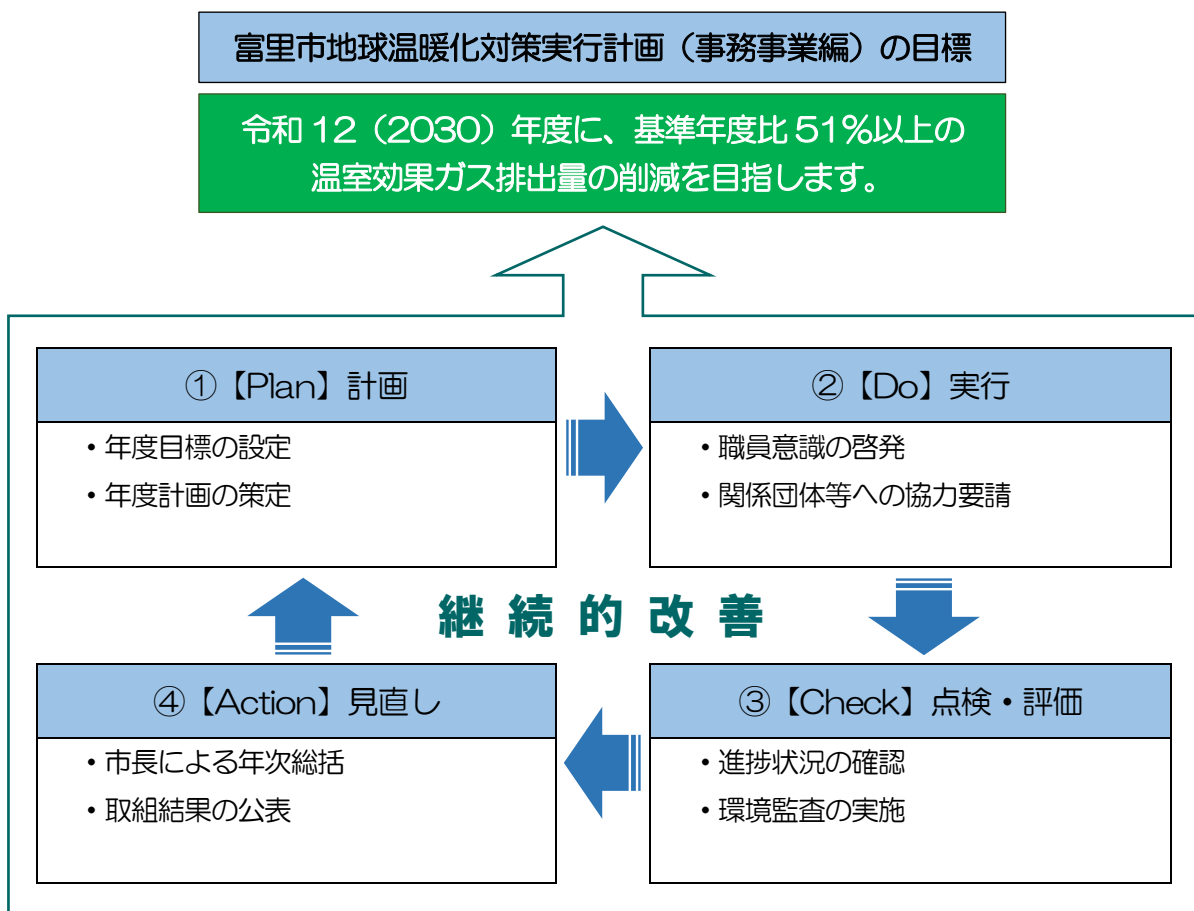 富里市地球温暖化対策実行計画（事務事業編）の目標
令和 12（2030）年度に、基準年度比 51％以上の
温室効果ガス排出量の削減を目指します。
①【Plan】計画
・年度目標の設定
・年度計画の策定
②【Do】実行
・職員意識の啓発
・関係団体等への協力要請
継続的改善
③【Check】点検・評価
・進捗状況の確認
・環境監査の実施
④【Action】見直し
・市長による年次総括
・取組結果の公表